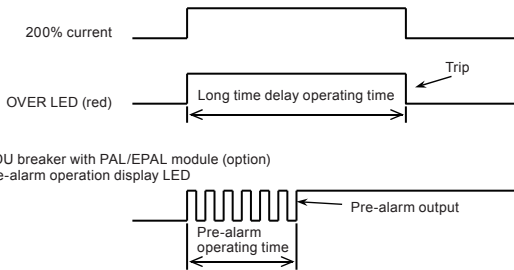 200% current
Trip
OVER LED (red)
Long time delay operating time
breaker with PAL/EPAL module (option)
operation display LED
Pre-alarm output
Pre-alarm
operating time